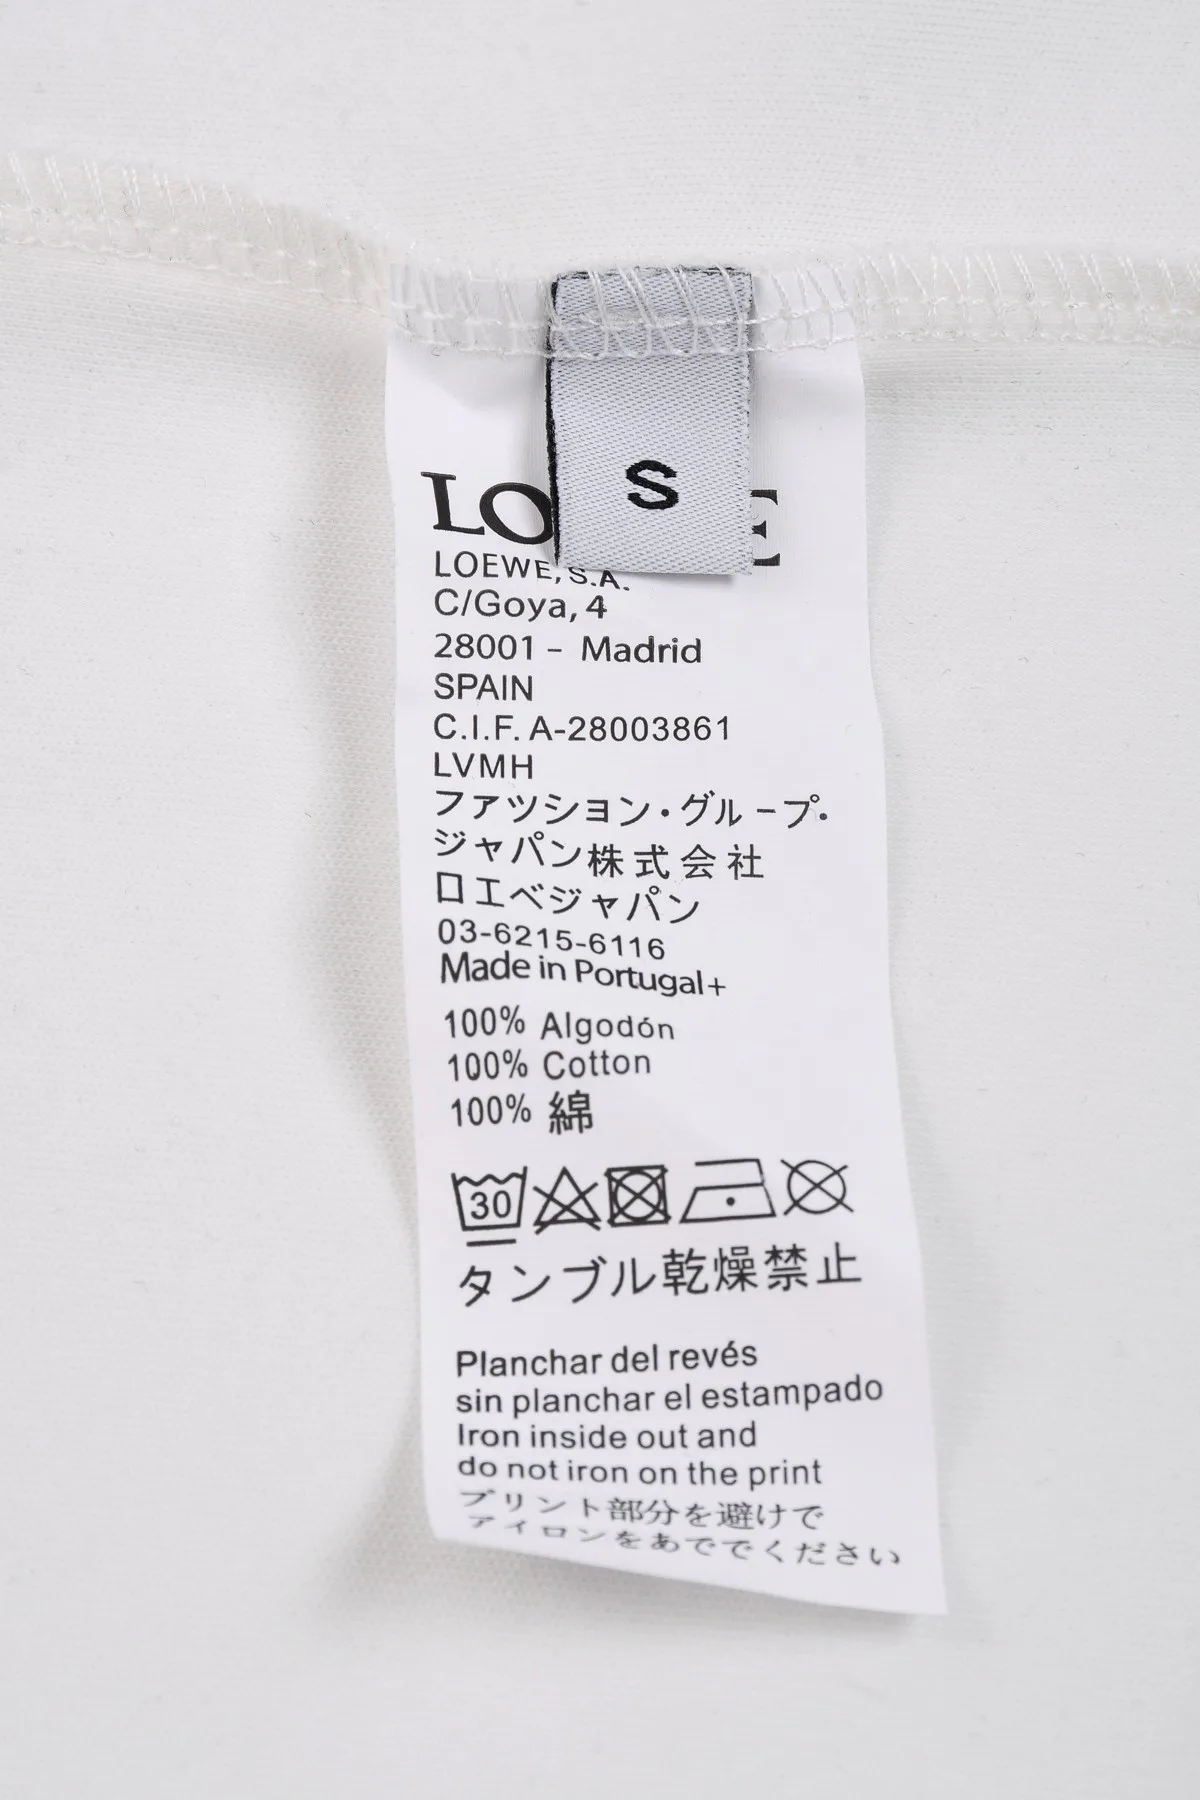 S
LOEWE
LOEWE, S.A.
C/Goya, 4
28001 - Madrid
SPAIN
C.I.F. A-28003861
LVMH
ファッション・グループ・
ジャパン株式会社
ロエベジャパン
03-6215-6116
Made in Portugal+
100% Algodón
100% Cotton
100% 綿
30
タンブル乾燥禁止
Planchar del revés
sin planchar el estampado
Iron inside out and
do not iron on the print
プリント部分を避けで
アイロンをあででください